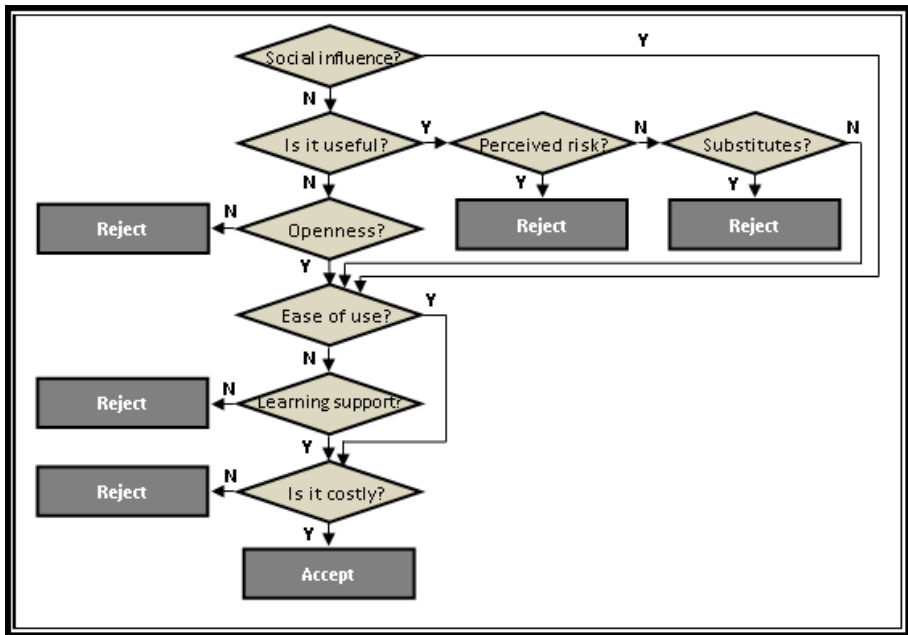 Y
Social influence?
N
Is it useful?
Y
Perceived risk?
N
Substitutes?
N
N
Y
Y
Reject
N
Openness?
Reject
Reject
Y
Ease of use?
Y
N
Reject
N
Learning support?
Y
Reject
N
Is it costly?
Y
Accept